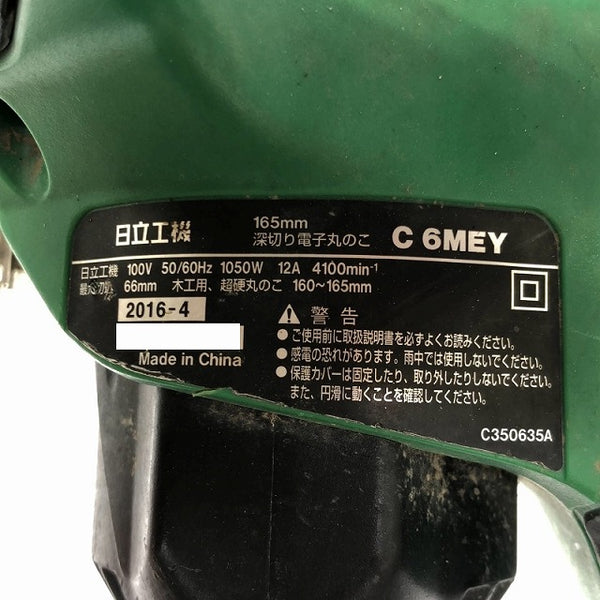 165mm
日立工機 深切り電子丸のこ C 6MEY
日立工機 100V 50/60Hz 1050W 12A 4100min-1
66mm 木工用、超硬丸のこ 160~165mm
2016-4
Made in China
警告
●ご使用前に取扱説明書を必ずよくお読みください。
●感電の恐れがあります。雨中では使用しないでください。
●保護カバーは固定したり、取り外したりしないでください。
また、円滑に動くことを確認してください。
C350635A